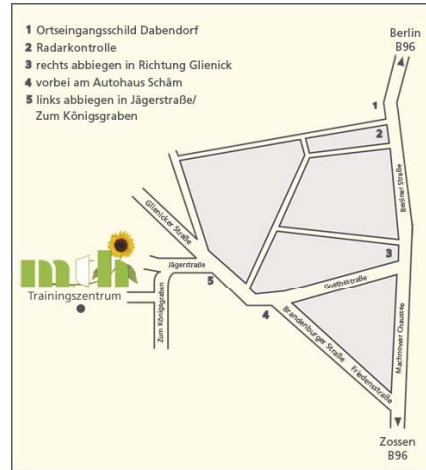 1 Ortseingangsschild Dabendorf
2 Radarkontrolle
3 rechts abbiegen in Richtung Glienick
4 vorbei am Autohaus Schäm
5 links abbiegen in Jägerstraße/
Zum Königsgraben
Berlin
B96
1
2
Berliner Straße
Glienicker Straße
mth
Trainingszentrum
Jägerstraße
5
3
Goethestraße
4
Zum Königsgraben
Brandenburger Straße
Friedensstraße
Machnower Chaussee
Zossen
B96